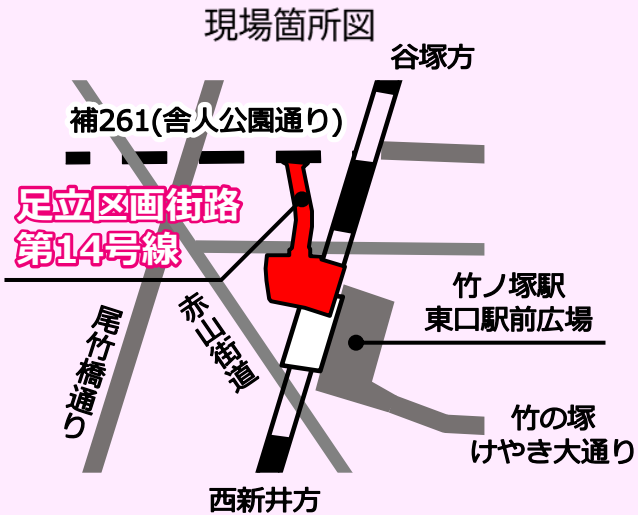 現場箇所図
谷塚方
補261(舎人公園通り)
足立区画街路
第14号線
竹ノ塚駅
東口駅前広場
尾竹橋通り
赤山街道
竹の塚
けやき大通り
西新井方